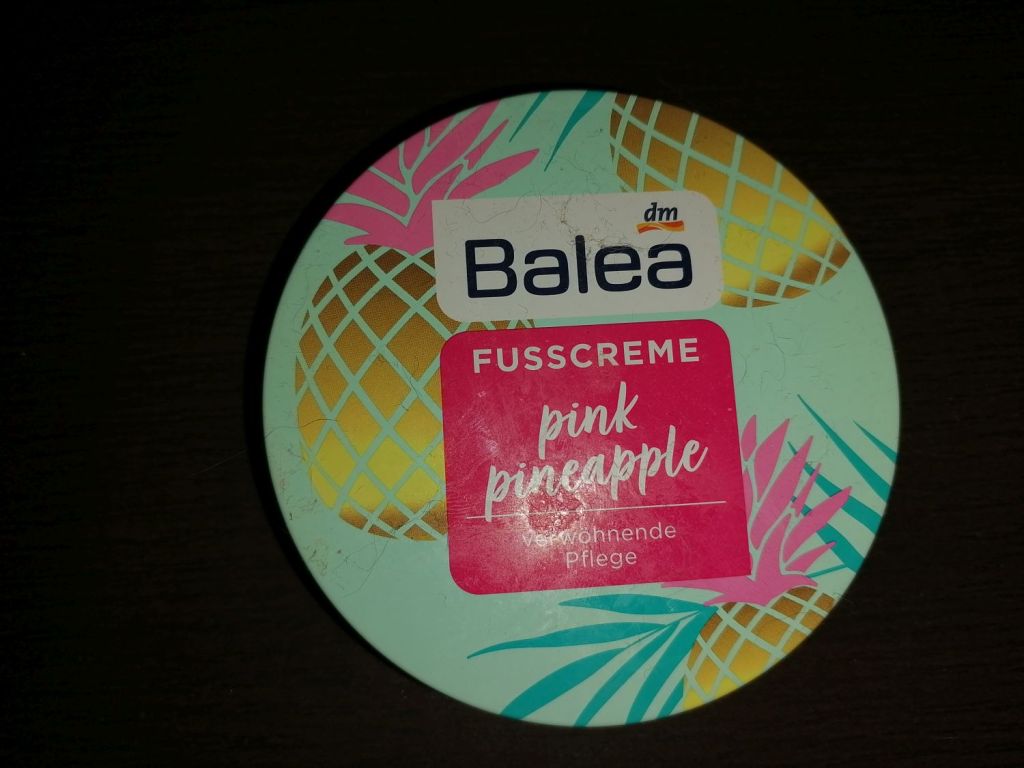 dm
Balea
FUSSCREME
pink
pineapple
verwöhnende
Pflege